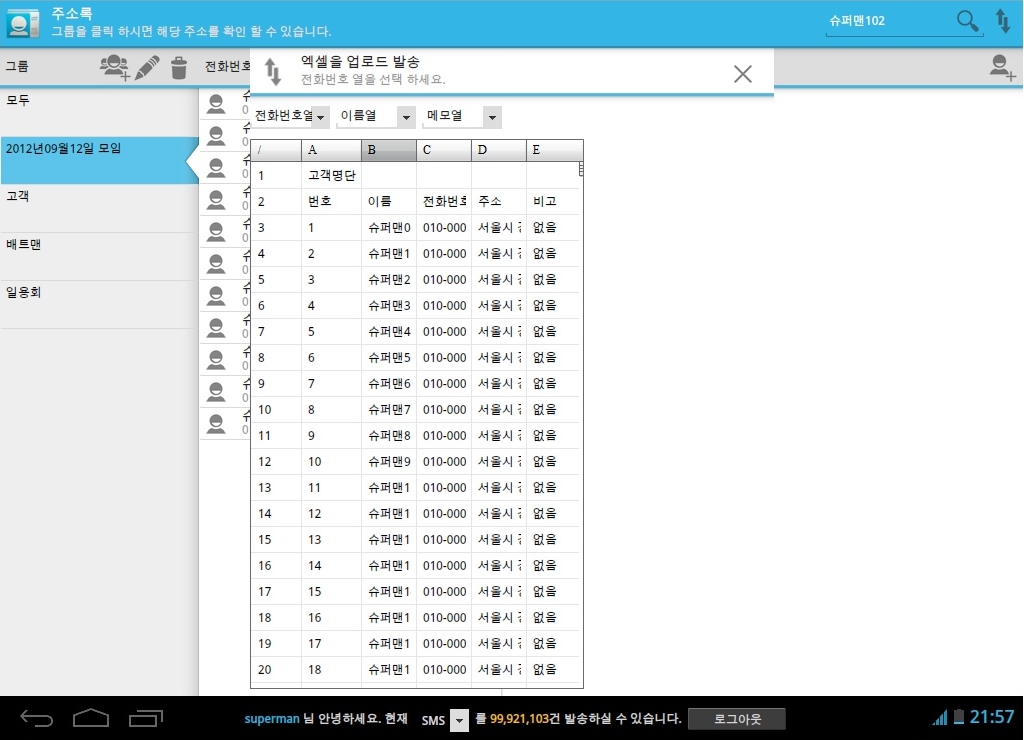 주소록
그룹을 클릭 하시면 해당 주소를 확인 할 수 있습니다.
슈퍼맨102
그룹
전화번호
모두
2012년09월12일 모임
고객
배트맨
일용회
엑셀을 업로드 발송
전화번호 열을 선택 하세요.
전화번호열 이름열 메모열
/ A B C D E
1 고객명단
2 번호 이름 전화번호 주소 비고
3 1 슈퍼맨0 010-000 서울시 없음
4 2 슈퍼맨1 010-000 서울시 없음
5 3 슈퍼맨2 010-000 서울시 없음
6 4 슈퍼맨3 010-000 서울시 없음
7 5 슈퍼맨4 010-000 서울시 없음
8 6 슈퍼맨5 010-000 서울시 없음
9 7 슈퍼맨6 010-000 서울시 없음
10 8 슈퍼맨7 010-000 서울시 없음
11 9 슈퍼맨8 010-000 서울시 없음
12 10 슈퍼맨9 010-000 서울시 없음
13 11 슈퍼맨1 010-000 서울시 없음
14 12 슈퍼맨1 010-000 서울시 없음
15 13 슈퍼맨1 010-000 서울시 없음
16 14 슈퍼맨1 010-000 서울시 없음
17 15 슈퍼맨1 010-000 서울시 없음
18 16 슈퍼맨1 010-000 서울시 없음
19 17 슈퍼맨1 010-000 서울시 없음
20 18 슈퍼맨1 010-000 서울시 없음
superman 님 안녕하세요. 현재 SMS 를 99,921,103건 발송하실 수 있습니다. 로그아웃
21:57